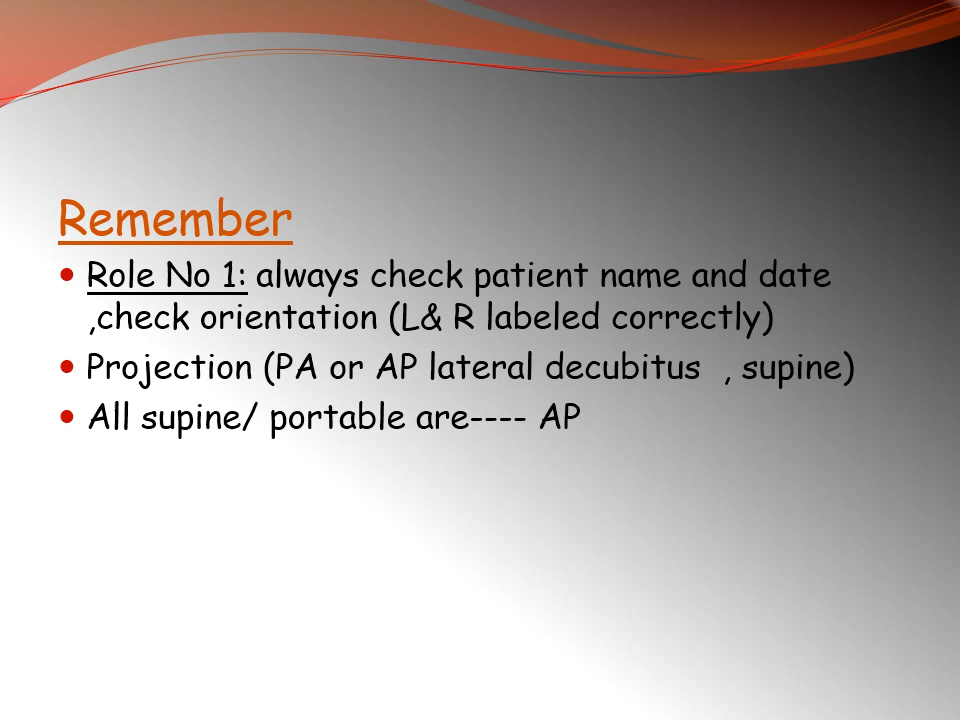 Remember
Role No 1: always check patient name and date
,check orientation (L& R labeled correctly)
Projection (PA or AP lateral decubitus  , supine)
All supine/ portable are---- AP